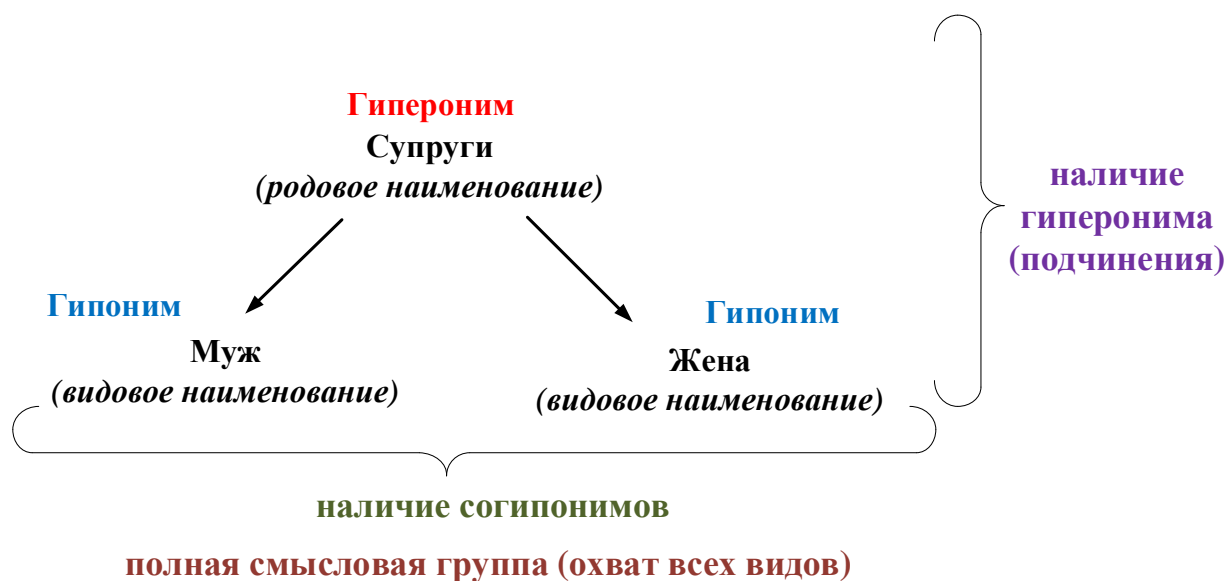 Гипероним
Супруги
(родовое наименование)
наличие
гиперонима
(подчинения)
Гипоним
Муж
(видовое наименование)
Гипоним
Жена
(видовое наименование)
наличие согипонимов
полная смысловая группа (охват всех видов)